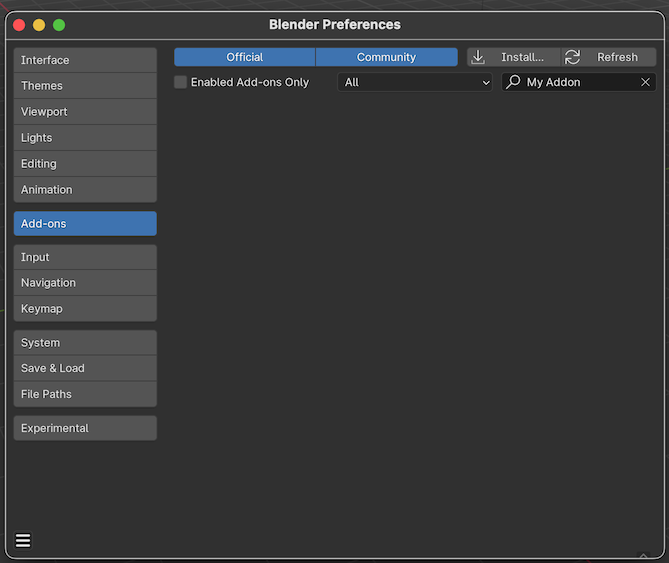 Blender Preferences
Interface
Themes
Viewport
Lights
Editing
Animation
Add-ons
Input
Navigation
Keymap
System
Save & Load
File Paths
Experimental
Official Community Install... Refresh
Enabled Add-ons Only All My Addon